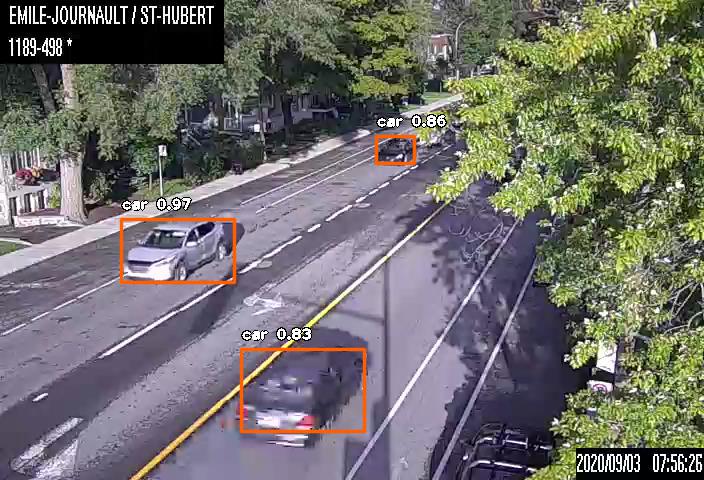 EMILE-JOURNAULT / ST-HUBERT
1189-498 *
car 0.86
car 0.97
car 0.83
2020/09/03 07:56:26